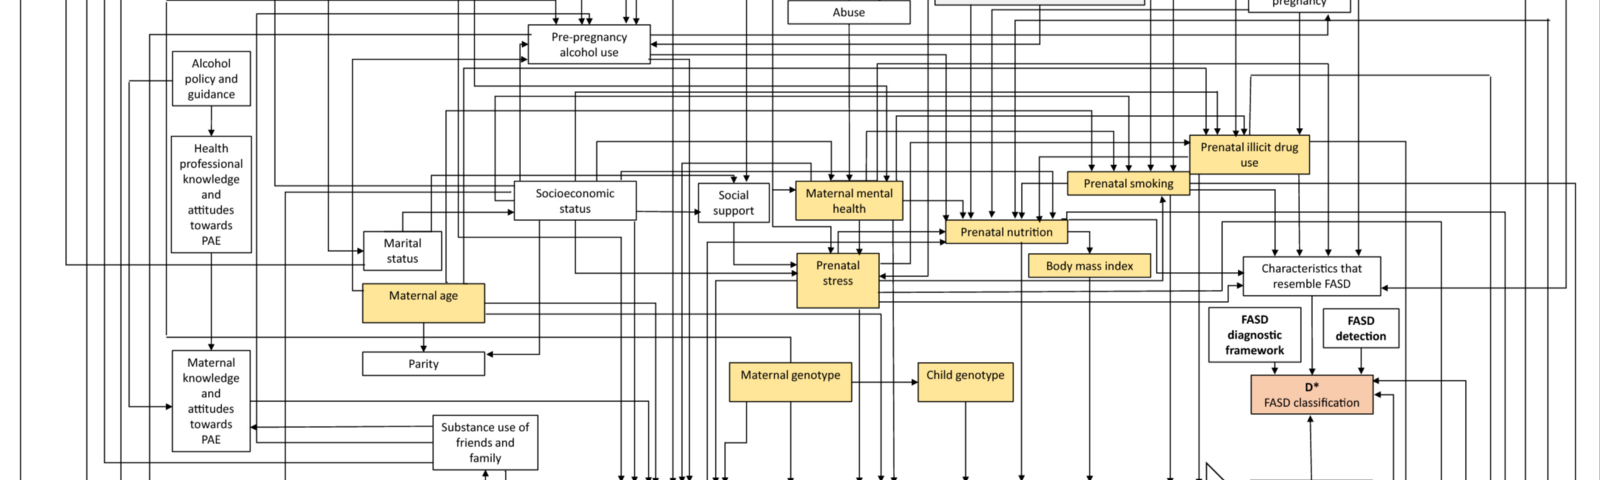 Abuse
pregnancy
Pre-pregnancy
alcohol use
Alcohol
policy and
guidance
Health
professional
knowledge
and
attitudes
towards
PAE
Prenatal illicit drug
use
Prenatal smoking
Socioeconomic
status
Social
support
Maternal mental
health
Prenatal nutrition
Marital
status
Prenatal
stress
Body mass index
Characteristics that
resemble FASD
Maternal age
FASD
diagnostic
framework
FASD
detection
Parity
Maternal
knowledge
and
attitudes
towards
PAE
Maternal genotype
Child genotype
D*
FASD classification
Substance use of
friends and
family